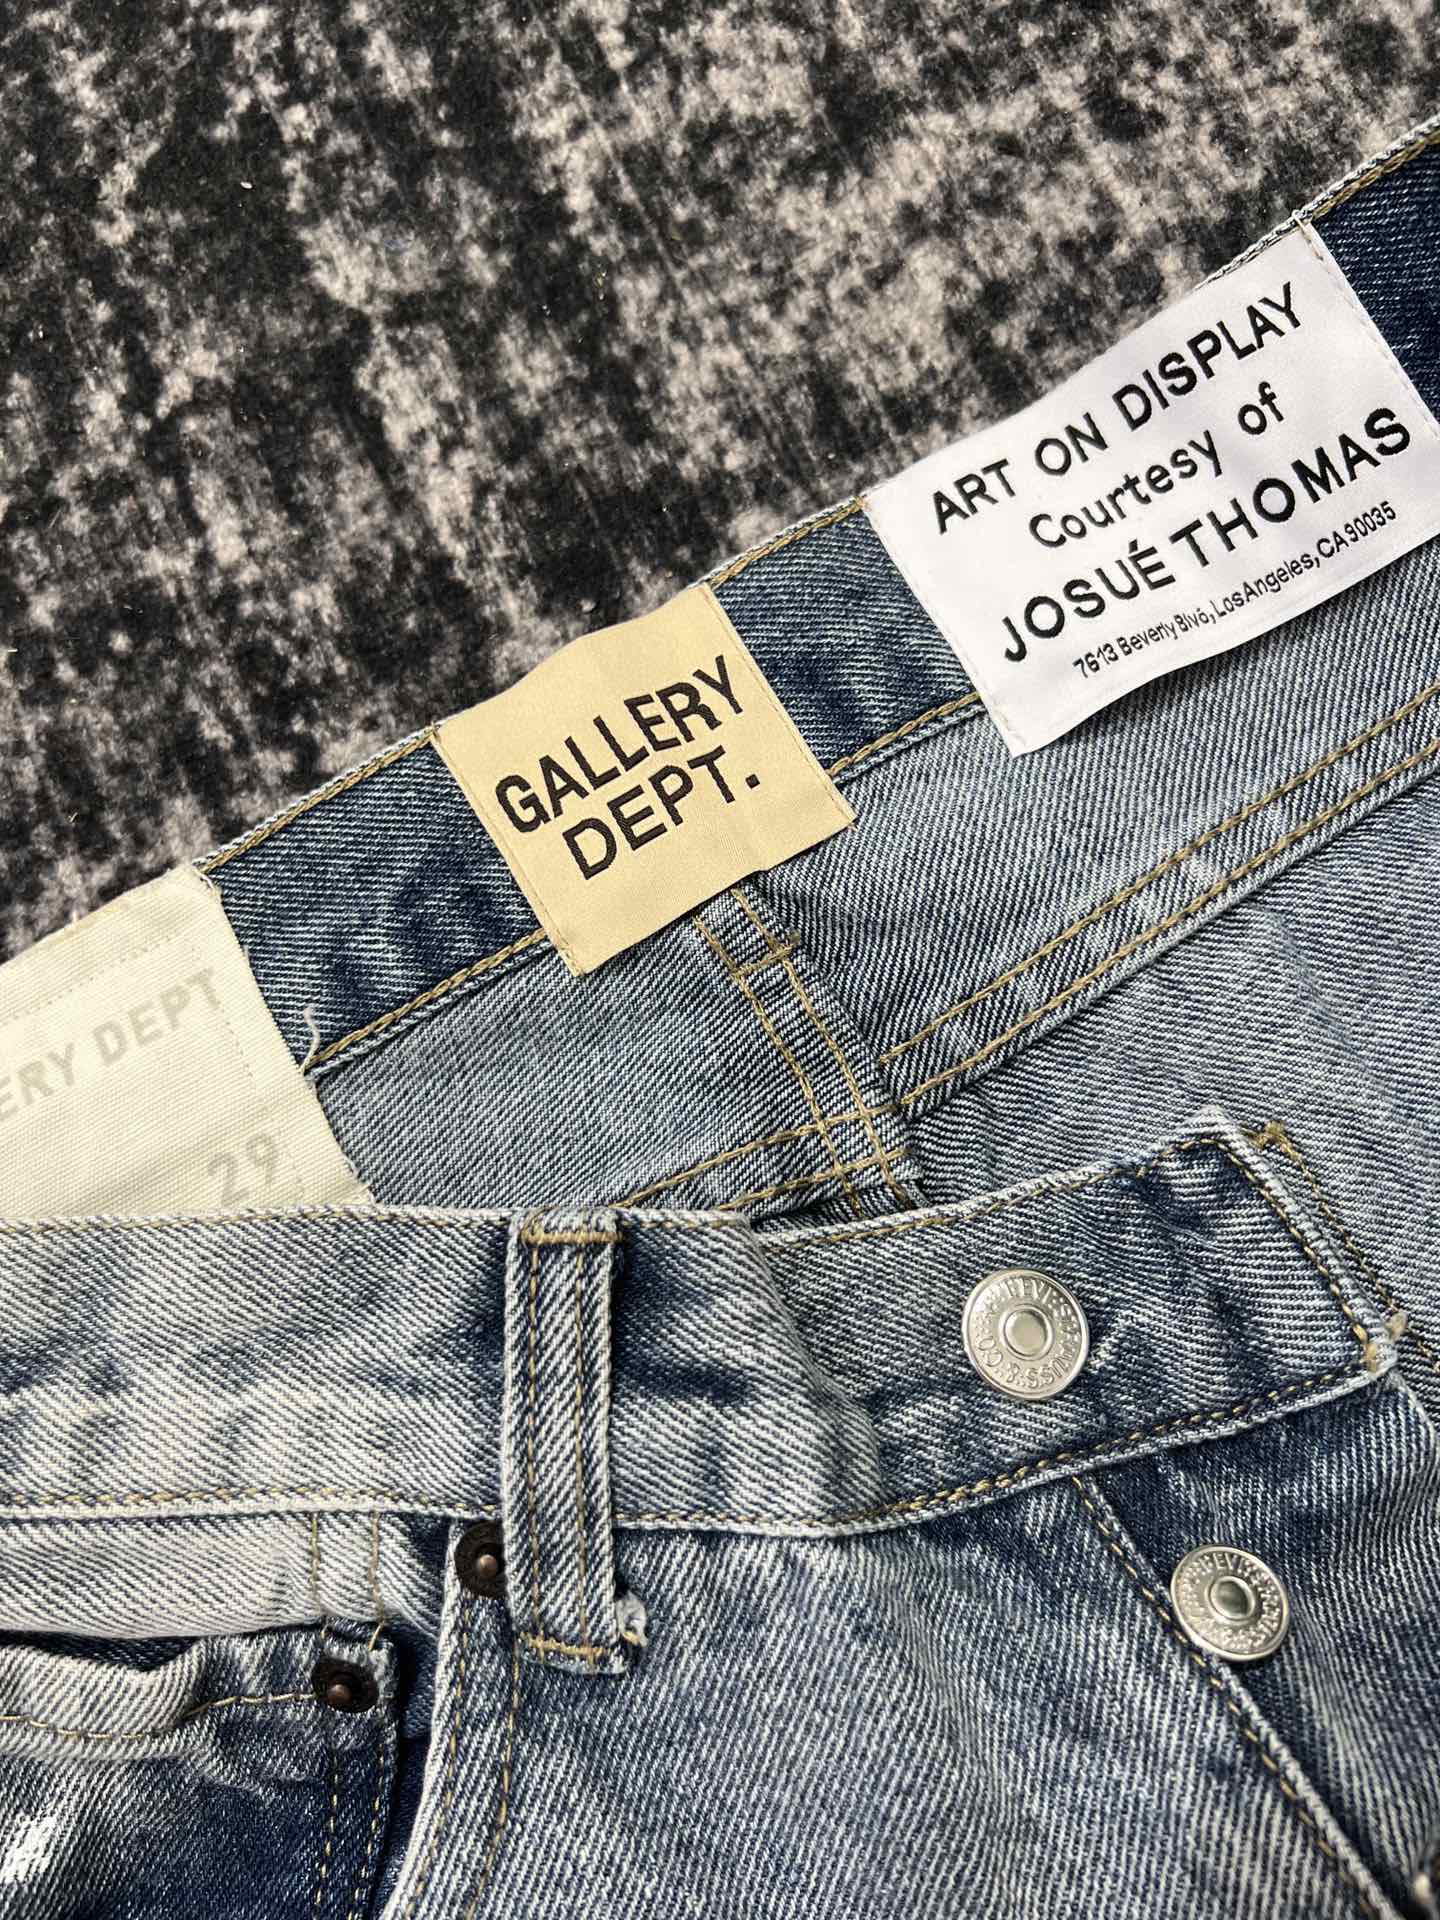 ART ON DISPLAY
Courtesy of
JOSUÉ THOMAS
7613 Beverly Blvd, Los Angeles, CA 90035
GALLERY
DEPT.
ERY DEPT
29